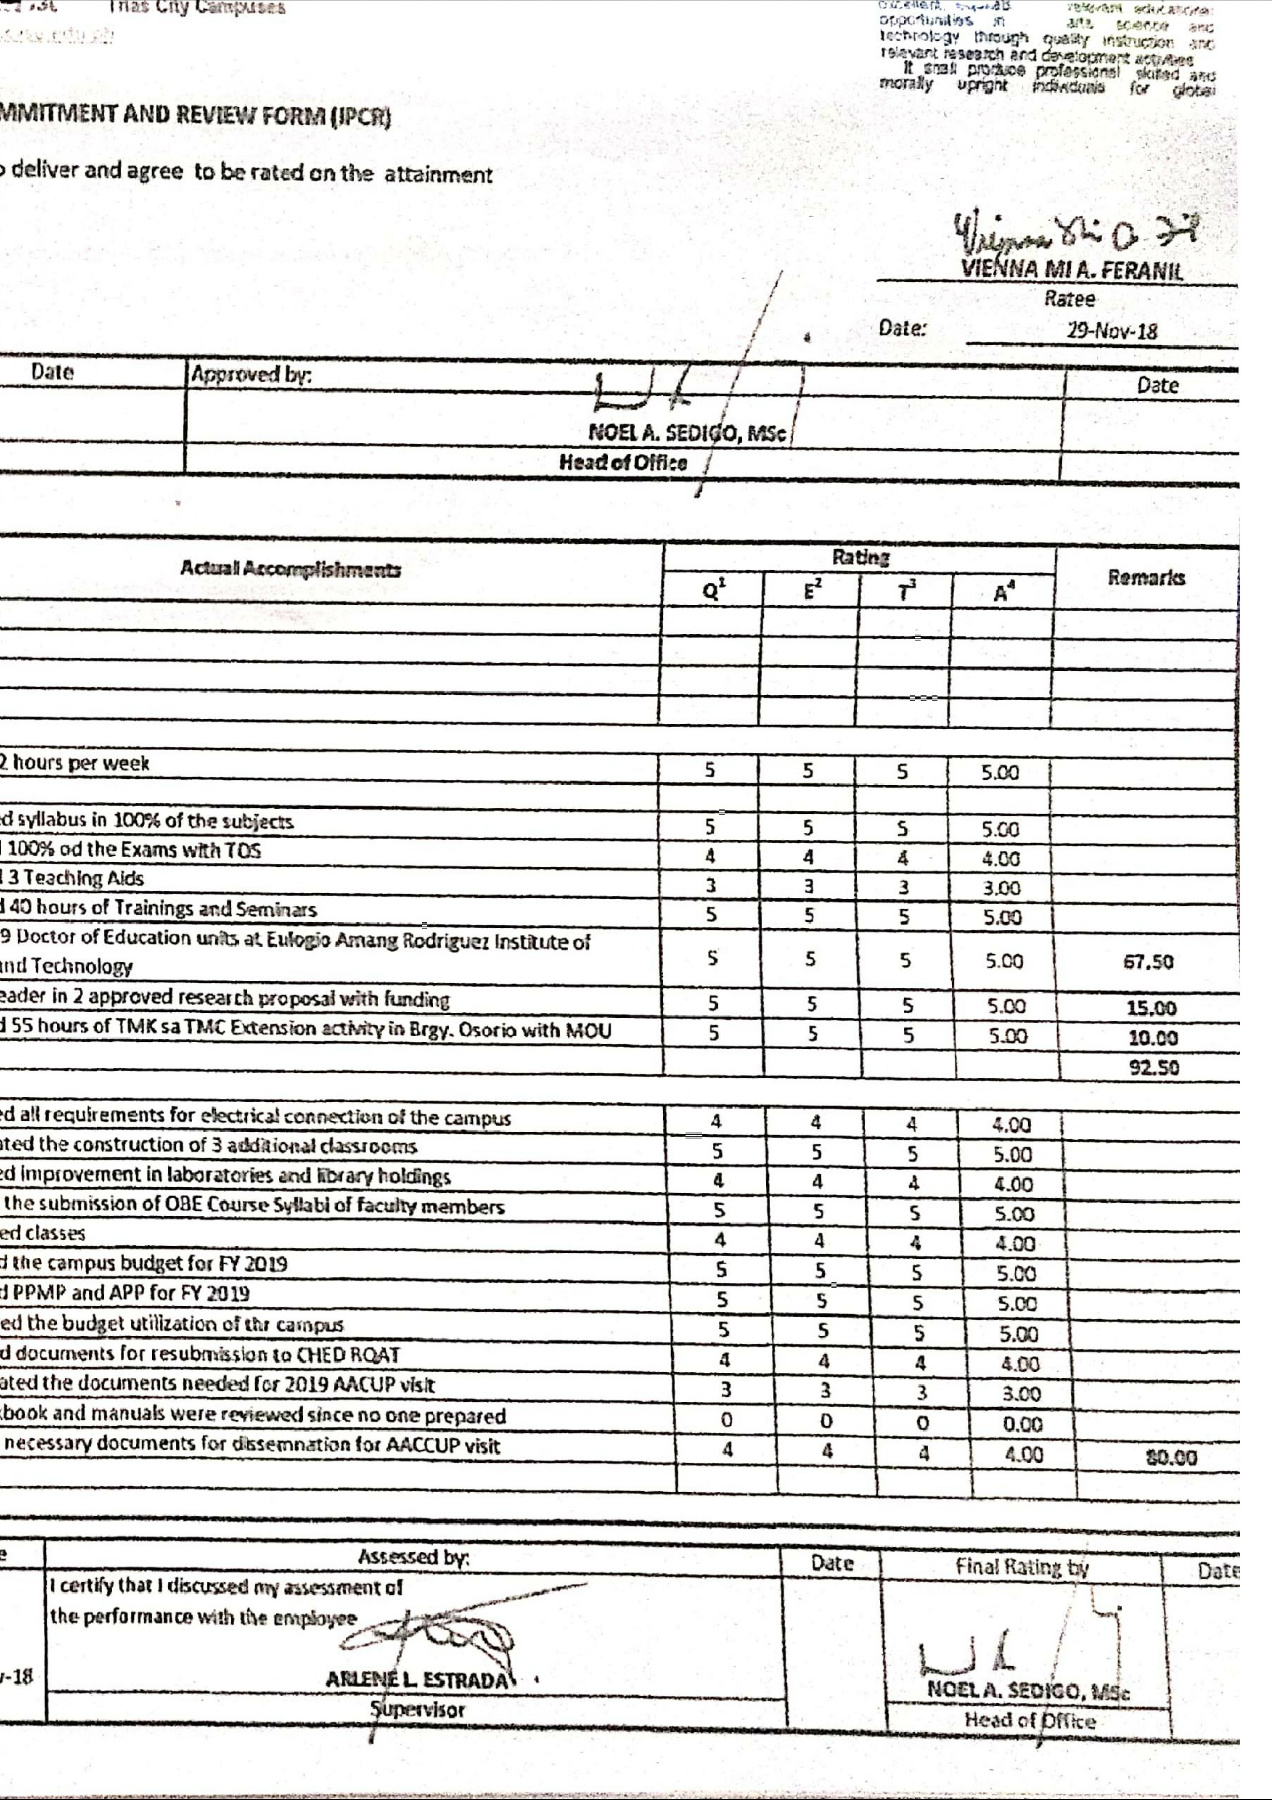 Trias City Campuses
relevant educational
opportunities in arts science and
technology through quality instruction and
relevant research and development activities
It shall produce professional skilled and
morally upright individuals for global
MMITMENT AND REVIEW FORM (IPCR)
o deliver and agree to be rated on the attainment
VIENNA MI A. FERANIL
Ratee
Date: 29-Nov-18
Date Approved by: Date
NOEL A. SEDIGO, MSc
Head of Office
Actual Accomplishments Rating Remarks
Q¹ E² T³ A⁴
2 hours per week 5 5 5 5.00
d syllabus in 100% of the subjects 5 5 5 5.00
100% od the Exams with TOS 4 4 4 4.00
3 Teaching Aids 3 3 3 3.00
d 40 hours of Trainings and Seminars 5 5 5 5.00
9 Doctor of Education units at Eulogio Amang Rodriguez Institute of
and Technology 5 5 5 5.00 67.50
eader in 2 approved research proposal with funding 5 5 5 5.00 15.00
d 55 hours of TMK sa TMC Extension activity in Brgy. Osorio with MOU 5 5 5 5.00 10.00
92.50
ed all requirements for electrical connection of the campus 4 4 4 4.00
ated the construction of 3 additional classrooms 5 5 5 5.00
ed improvement in laboratories and library holdings 4 4 4 4.00
the submission of OBE Course Syllabi of faculty members 5 5 5 5.00
ed classes 4 4 4 4.00
d the campus budget for FY 2019 5 5 5 5.00
d PPMP and APP for FY 2019 5 5 5 5.00
ed the budget utilization of thr campus 5 5 5 5.00
d documents for resubmission to CHED RQAT 4 4 4 4.00
ated the documents needed for 2019 AACUP visit 3 3 3 3.00
kbook and manuals were reviewed since no one prepared 0 0 0 0.00
necessary documents for dissemnation for AACCUP visit 4 4 4 4.00 80.00
e Assessed by: Date Final Rating by Date
I certify that I discussed my assessment of
the performance with the employee
v-18 ARLENE L. ESTRADA NOEL A. SEDIGO, MSc
Supervisor Head of Office